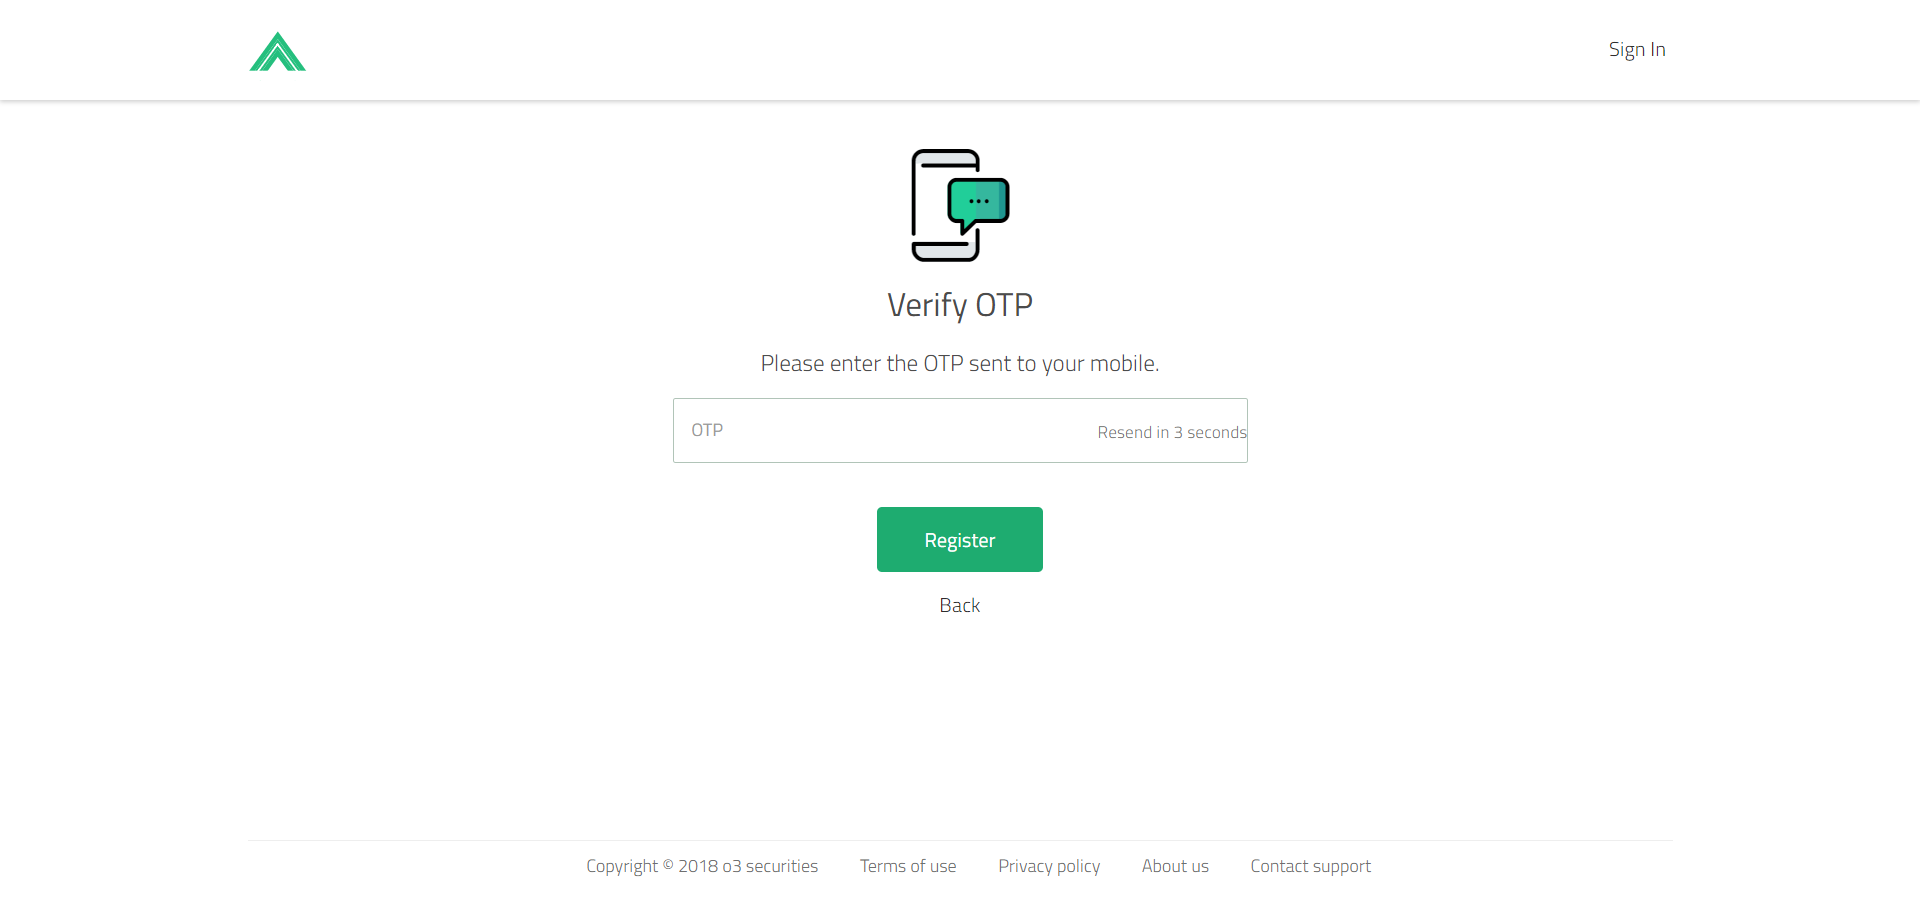 Sign In
Verify OTP
Please enter the OTP sent to your mobile.
OTP Resend in 3 seconds
Register
Back
Copyright © 2018 o3 securities Terms of use Privacy policy About us Contact support